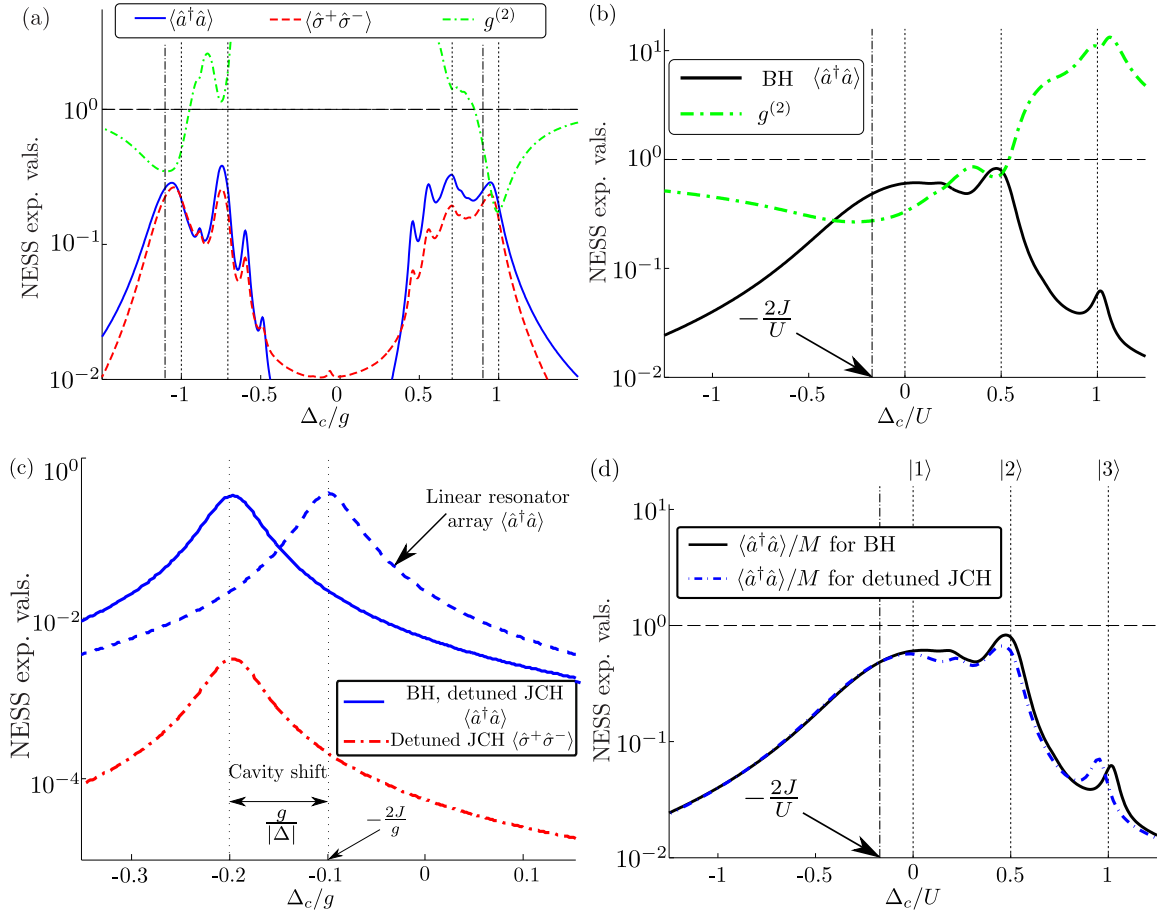 (a)
⟨â†â⟩ ⟨σ̂⁺σ̂⁻⟩ g⁽²⁾
NESS exp. vals.
10⁰
10⁻¹
10⁻²
-1 -0.5 0 0.5 1
Δc/g
(b)
BH ⟨â†â⟩
g⁽²⁾
NESS exp. vals.
10¹
10⁰
10⁻¹
10⁻²
−2J/U
-1 -0.5 0 0.5 1
Δc/U
(c)
Linear resonator
array ⟨â†â⟩
NESS exp. vals.
10⁰
10⁻²
10⁻⁴
BH, detuned JCH
⟨â†â⟩
Detuned JCH ⟨σ̂⁺σ̂⁻⟩
Cavity shift
g/|Δ|
−2J/g
-0.3 -0.2 -0.1 0 0.1
Δc/g
(d)
|1⟩ |2⟩ |3⟩
⟨â†â⟩/M for BH
⟨â†â⟩/M for detuned JCH
NESS exp. vals.
10¹
10⁰
10⁻¹
10⁻²
−2J/U
-1 -0.5 0 0.5 1
Δc/U